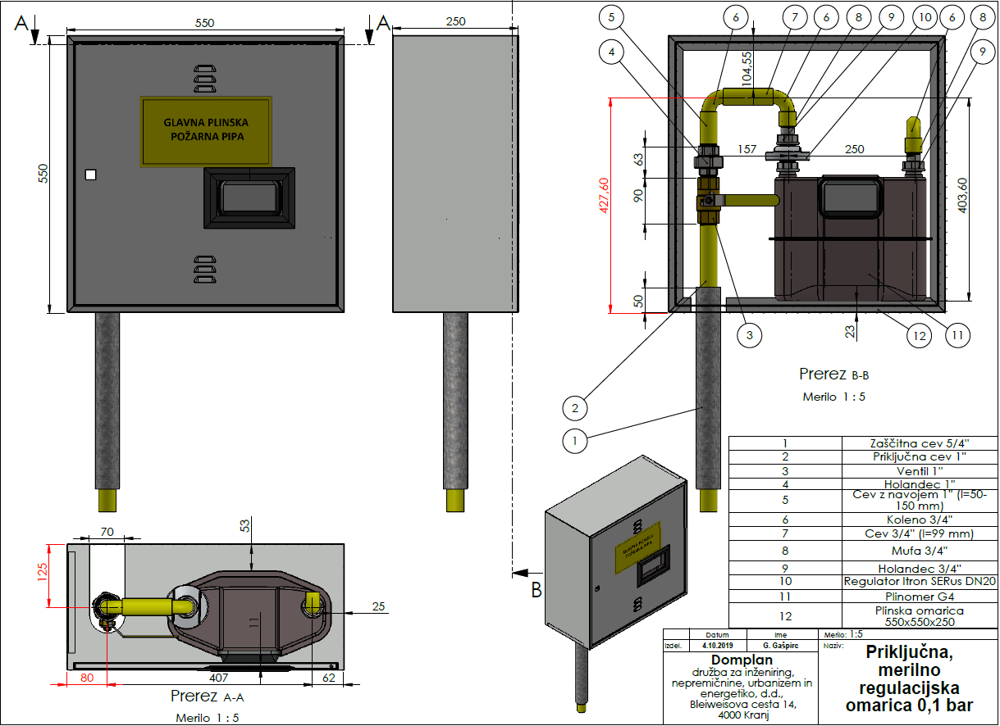 A
A
550
550
GLAVNA PLINSKA
POŽARNA PIPA
250
5
6
7
6
8
9
10
6
8
4
9
104,55
157
250
63
90
427,60
403,60
50
23
3
12
11
2
1
Prerez B-B
Merilo 1 : 5
70
53
125
25
80
407
62
Prerez A-A
Merilo 1 : 5
B
GLAVNA PLINSKA
POŽARNA PIPA
1 Zaščitna cev 5/4"
2 Priključna cev 1"
3 Ventil 1"
4 Holandec 1"
5 Cev z navojem 1" (l=50-
150 mm)
6 Koleno 3/4"
7 Cev 3/4" (l=99 mm)
8 Mufa 3/4"
9 Holandec 3/4"
10 Regulator Itron SERus DN20
11 Plinomer G4
12 Plinska omarica
550x550x250
Datum Ime Merilo: 1:5
Izdel. 4.10.2019 G. Gašpirc Naziv:
Domplan
družba za inženiring,
nepremičnine, urbanizem in
energetiko, d.d.,
Bleiweisova cesta 14,
4000 Kranj
Priključna,
merilno
regulacijska
omarica 0,1 bar